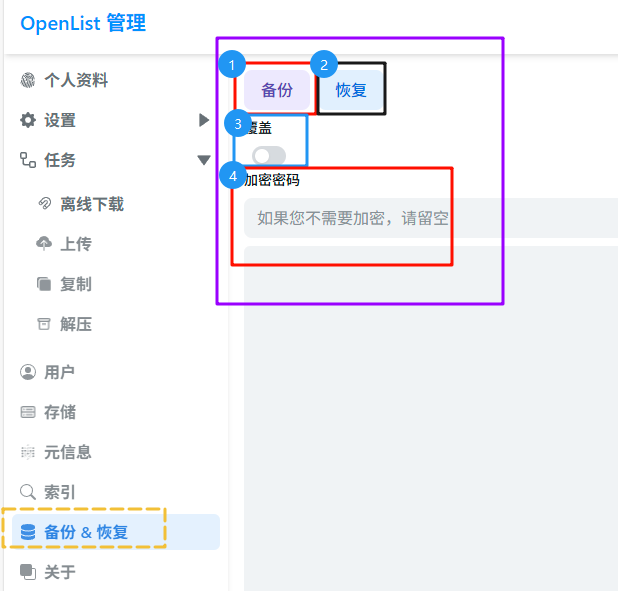 OpenList 管理
个人资料
设置
任务
离线下载
上传
复制
解压
用户
存储
元信息
索引
备份 & 恢复
关于
1
备份
2
恢复
3
覆盖
4
加密密码
如果您不需要加密，请留空